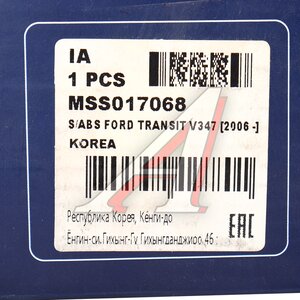 IA
1 PCS
MSS017068
S/ABS FORD TRANSIT V347 [2006 -]
KOREA
Республика Корея, Кёнги-до
Ёнгин-си, Гихынг-Гу Гихынгданджиро, 46
EAC